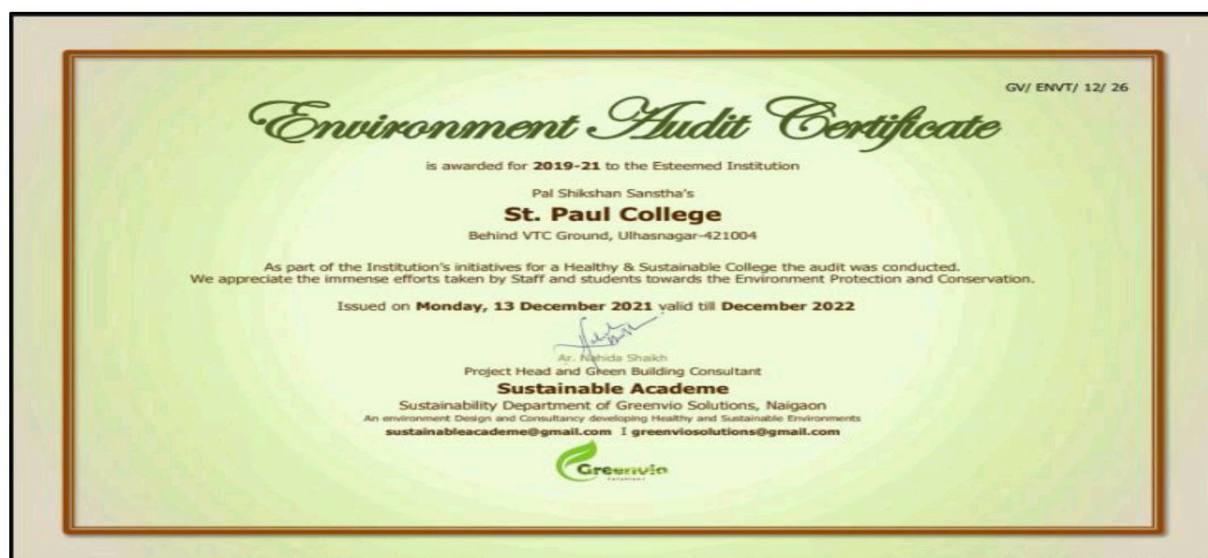 GV/ ENVT/ 12/ 26
Environment Audit Certificate
is awarded for 2019-21 to the Esteemed Institution
Pal Shikshan Sanstha's
St. Paul College
Behind VTC Ground, Ulhasnagar-421004
As part of the Institution's initiatives for a Healthy & Sustainable College the audit was conducted.
We appreciate the immense efforts taken by Staff and students towards the Environment Protection and Conservation.
Issued on Monday, 13 December 2021 valid till December 2022
Ar. Nahida Shaikh
Project Head and Green Building Consultant
Sustainable Academe
Sustainability Department of Greenvio Solutions, Naigaon
An environment Design and Consultancy developing Healthy and Sustainable Environments
sustainableacademe@gmail.com I greenviosolutions@gmail.com
Greenvio